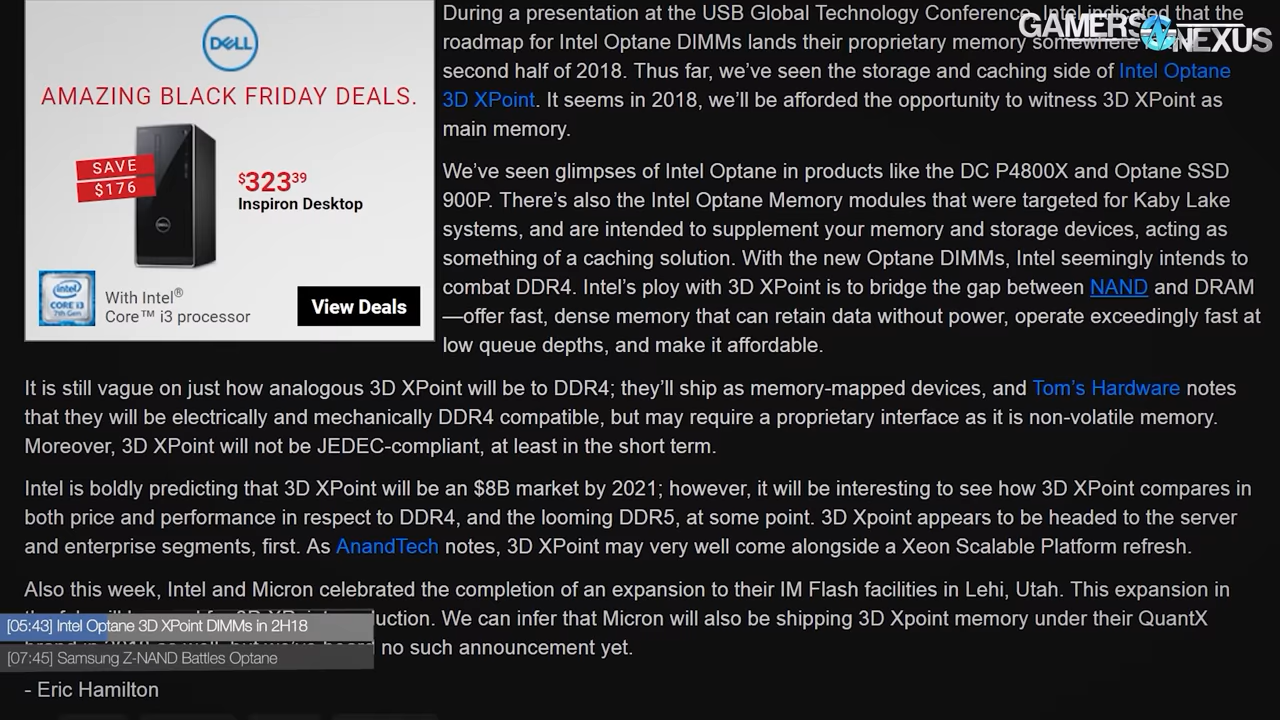 DELL
AMAZING BLACK FRIDAY DEALS.
SAVE
$176
$323 39
Inspiron Desktop
intel
CORE i3
7th Gen
With Intel®
Core™ i3 processor
View Deals
GAMERS NEXUS
During a presentation at the USB Global Technology Conference, Intel indicated that the
roadmap for Intel Optane DIMMs lands their proprietary memory somewhere
second half of 2018. Thus far, we've seen the storage and caching side of Intel Optane
3D XPoint. It seems in 2018, we'll be afforded the opportunity to witness 3D XPoint as
main memory.
We've seen glimpses of Intel Optane in products like the DC P4800X and Optane SSD
900P. There's also the Intel Optane Memory modules that were targeted for Kaby Lake
systems, and are intended to supplement your memory and storage devices, acting as
something of a caching solution. With the new Optane DIMMs, Intel seemingly intends to
combat DDR4. Intel's ploy with 3D XPoint is to bridge the gap between NAND and DRAM
—offer fast, dense memory that can retain data without power, operate exceedingly fast at
low queue depths, and make it affordable.
It is still vague on just how analogous 3D XPoint will be to DDR4; they'll ship as memory-mapped devices, and Tom's Hardware notes
that they will be electrically and mechanically DDR4 compatible, but may require a proprietary interface as it is non-volatile memory.
Moreover, 3D XPoint will not be JEDEC-compliant, at least in the short term.
Intel is boldly predicting that 3D XPoint will be an $8B market by 2021; however, it will be interesting to see how 3D XPoint compares in
both price and performance in respect to DDR4, and the looming DDR5, at some point. 3D Xpoint appears to be headed to the server
and enterprise segments, first. As AnandTech notes, 3D XPoint may very well come alongside a Xeon Scalable Platform refresh.
Also this week, Intel and Micron celebrated the completion of an expansion to their IM Flash facilities in Lehi, Utah. This expansion in
uction. We can infer that Micron will also be shipping 3D Xpoint memory under their QuantX
no such announcement yet.
[05:43] Intel Optane 3D XPoint DIMMs in 2H18
[07:45] Samsung Z-NAND Battles Optane
- Eric Hamilton